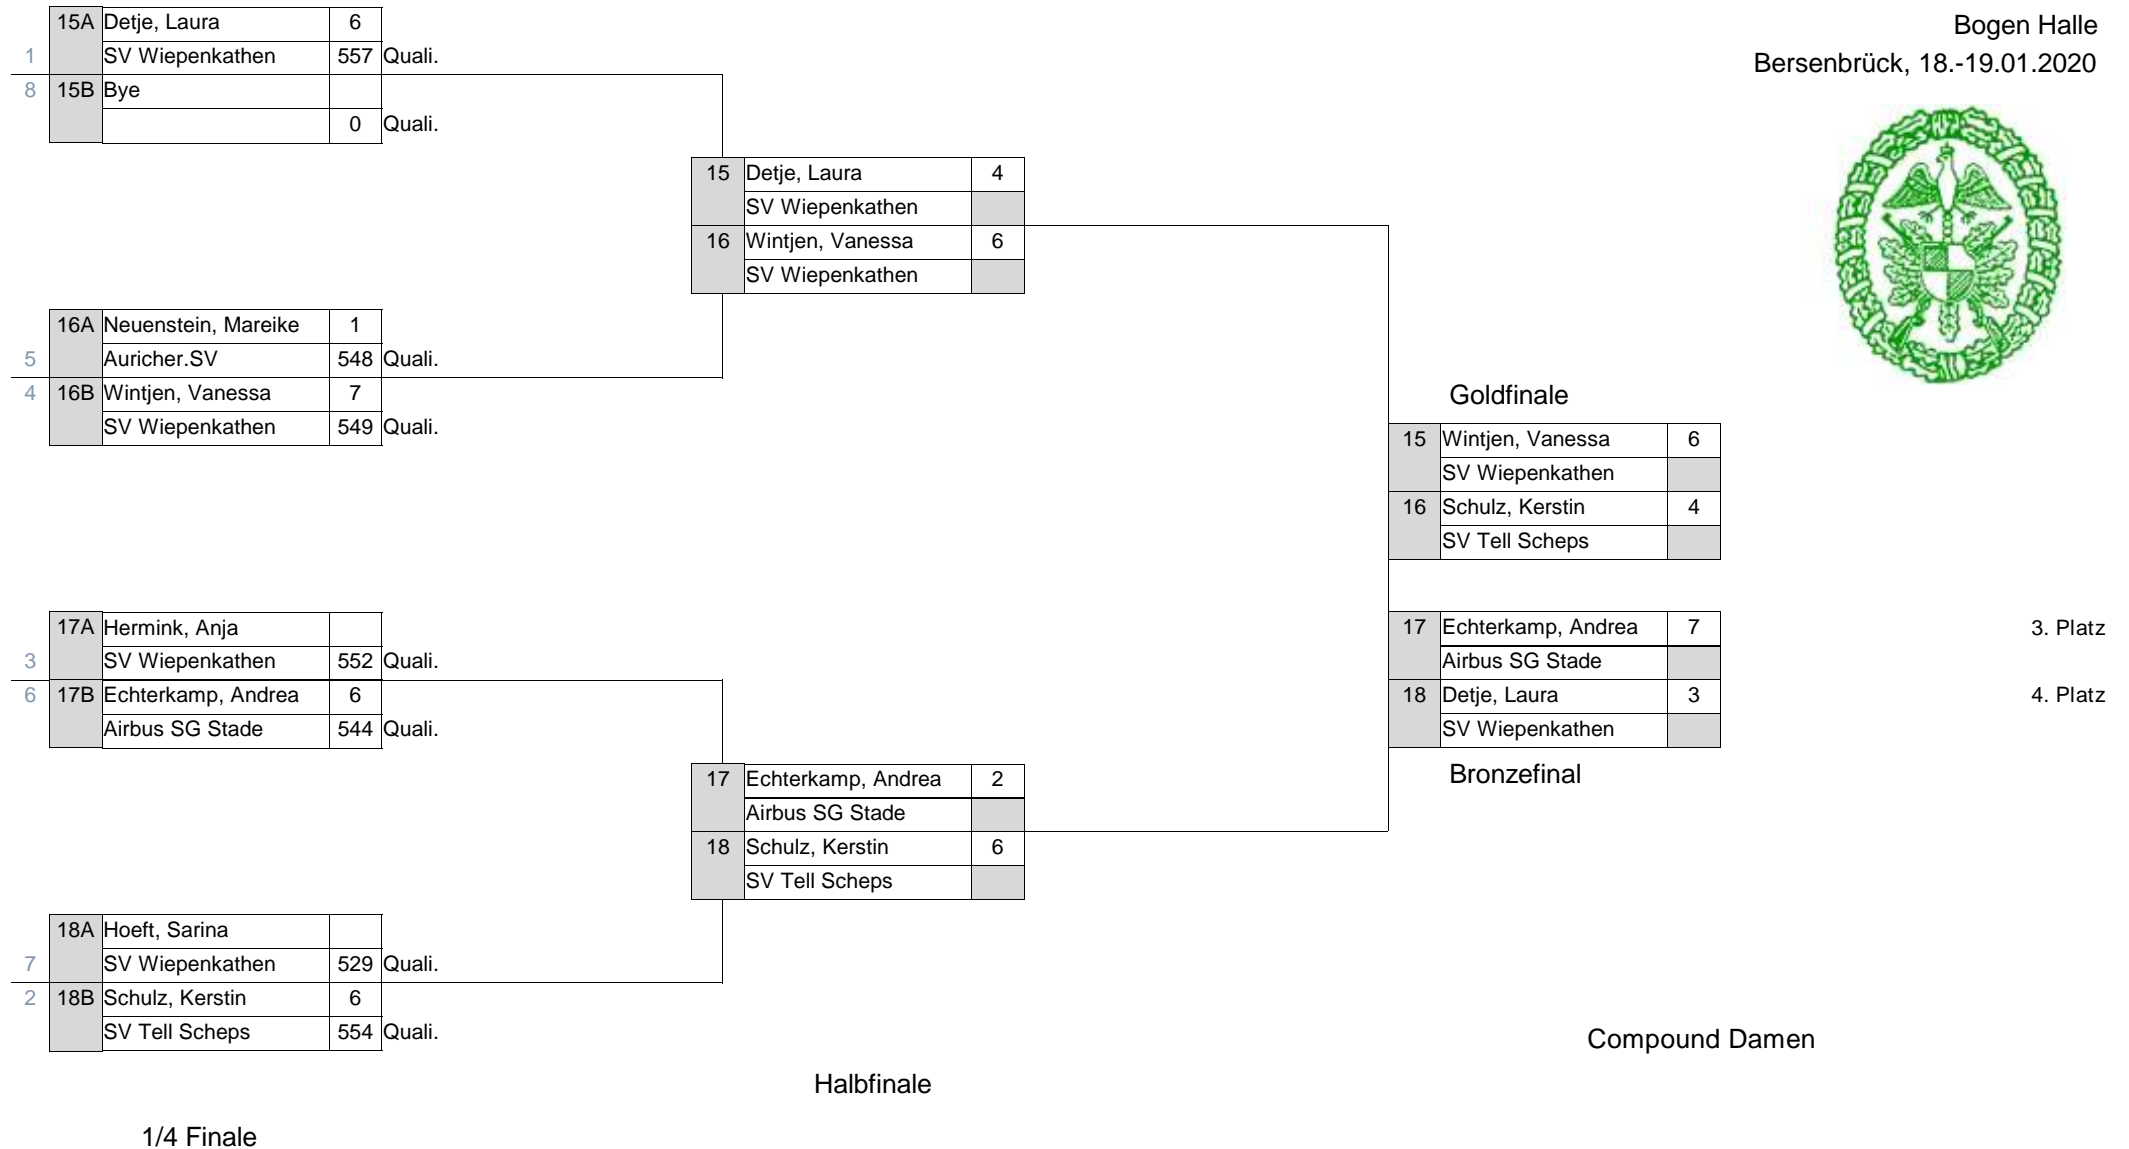 Bogen Halle
Bersenbrück, 18.-19.01.2020
15A Detje, Laura 6
1 SV Wiepenkathen 557 Quali.
8 15B Bye
0 Quali.
15 Detje, Laura 4
SV Wiepenkathen
16 Wintjen, Vanessa 6
SV Wiepenkathen
16A Neuenstein, Mareike 1
5 Auricher.SV 548 Quali.
4 16B Wintjen, Vanessa 7
SV Wiepenkathen 549 Quali.
Goldfinale
15 Wintjen, Vanessa 6
SV Wiepenkathen
16 Schulz, Kerstin 4
SV Tell Scheps
17A Hermink, Anja
3 SV Wiepenkathen 552 Quali.
6 17B Echterkamp, Andrea 6
Airbus SG Stade 544 Quali.
17 Echterkamp, Andrea 7 3. Platz
Airbus SG Stade
18 Detje, Laura 3 4. Platz
SV Wiepenkathen
Bronzefinal
17 Echterkamp, Andrea 2
Airbus SG Stade
18 Schulz, Kerstin 6
SV Tell Scheps
18A Hoeft, Sarina
7 SV Wiepenkathen 529 Quali.
2 18B Schulz, Kerstin 6
SV Tell Scheps 554 Quali.
Compound Damen
Halbfinale
1/4 Finale